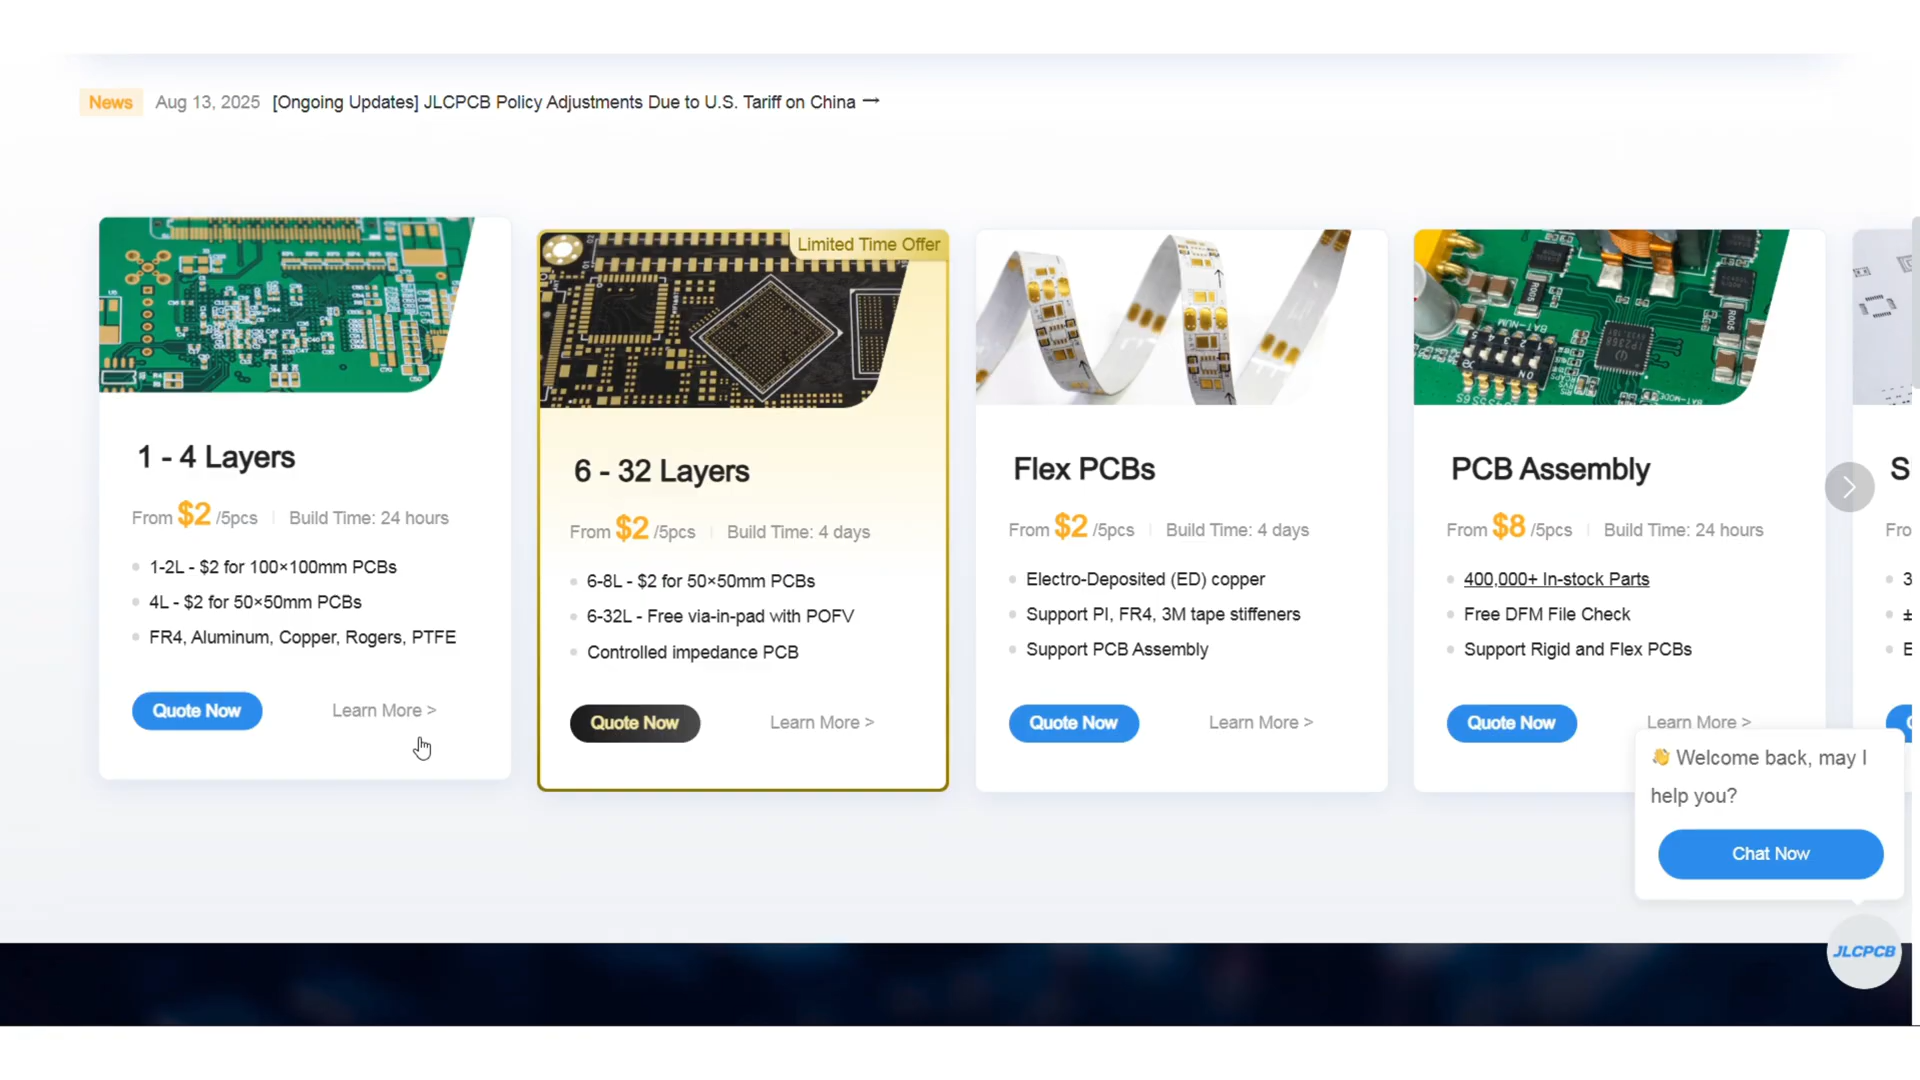 News Aug 13, 2025 [Ongoing Updates] JLCPCB Policy Adjustments Due to U.S. Tariff on China →
1 - 4 Layers
From $2 /5pcs | Build Time: 24 hours
1-2L - $2 for 100×100mm PCBs
4L - $2 for 50×50mm PCBs
FR4, Aluminum, Copper, Rogers, PTFE
Quote Now Learn More >
Limited Time Offer
6 - 32 Layers
From $2 /5pcs | Build Time: 4 days
6-8L - $2 for 50×50mm PCBs
6-32L - Free via-in-pad with POFV
Controlled impedance PCB
Quote Now Learn More >
Flex PCBs
From $2 /5pcs | Build Time: 4 days
Electro-Deposited (ED) copper
Support PI, FR4, 3M tape stiffeners
Support PCB Assembly
Quote Now Learn More >
R005
R005
BAT-NUM
ON
PCB Assembly
From $8 /5pcs | Build Time: 24 hours
400,000+ In-stock Parts
Free DFM File Check
Support Rigid and Flex PCBs
Quote Now Learn More >
👋 Welcome back, may I
help you?
Chat Now
JLCPCB